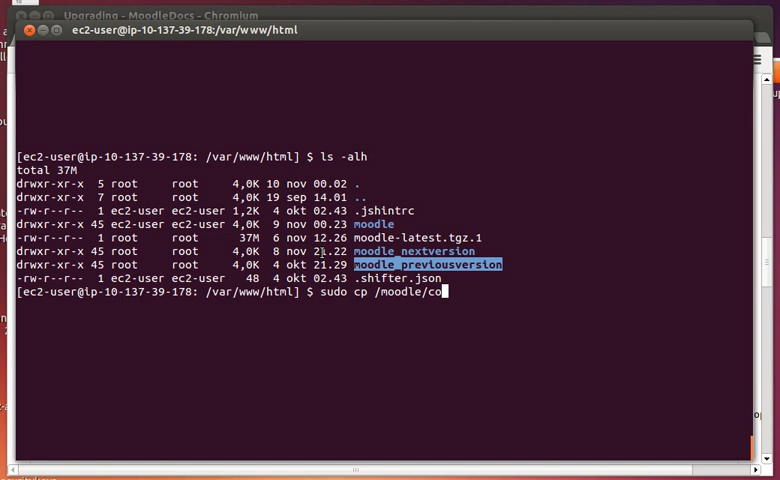 Upgrading - MoodleDocs - Chromium
ec2-user@ip-10-137-39-178:/var/www/html
[ec2-user@ip-10-137-39-178: /var/www/html] $ ls -alh
total 37M
drwxr-xr-x 5 root root 4,0K 10 nov 00.02 .
drwxr-xr-x 7 root root 4,0K 19 sep 14.01 ..
-rw-r--r-- 1 ec2-user ec2-user 1,2K 4 okt 02.43 .jshintrc
drwxr-xr-x 45 root root 4,0K 9 nov 00.23 moodle
-rw-r--r-- 1 root root 37M 6 nov 12.26 moodle-latest.tgz.1
drwxr-xr-x 45 root root 4,0K 8 nov 21.22 moodle_nextversion
drwxr-xr-x 45 root root 4,0K 4 okt 21.29 moodle_previousversion
-rw-r--r-- 1 ec2-user ec2-user 48 4 okt 02.43 .shifter.json
[ec2-user@ip-10-137-39-178: /var/www/html] $ sudo cp /moodle/co